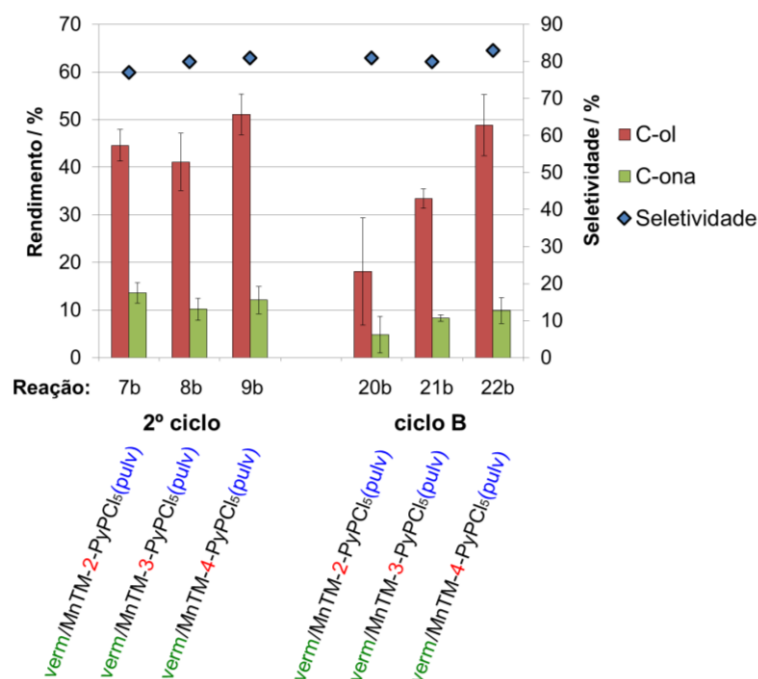 70
60
50
40
30
20
10
0
Rendimento / %
90
80
70
60
50
40
30
20
10
0
Seletividade / %
C-ol
C-ona
Seletividade
Reação: 7b 8b 9b 20b 21b 22b
2º ciclo ciclo B
verm/MnTM-2-PyPCl₅(pulv)
verm/MnTM-3-PyPCl₅(pulv)
verm/MnTM-4-PyPCl₅(pulv)
verm/MnTM-2-PyPCl₅(pulv)
verm/MnTM-3-PyPCl₅(pulv)
verm/MnTM-4-PyPCl₅(pulv)